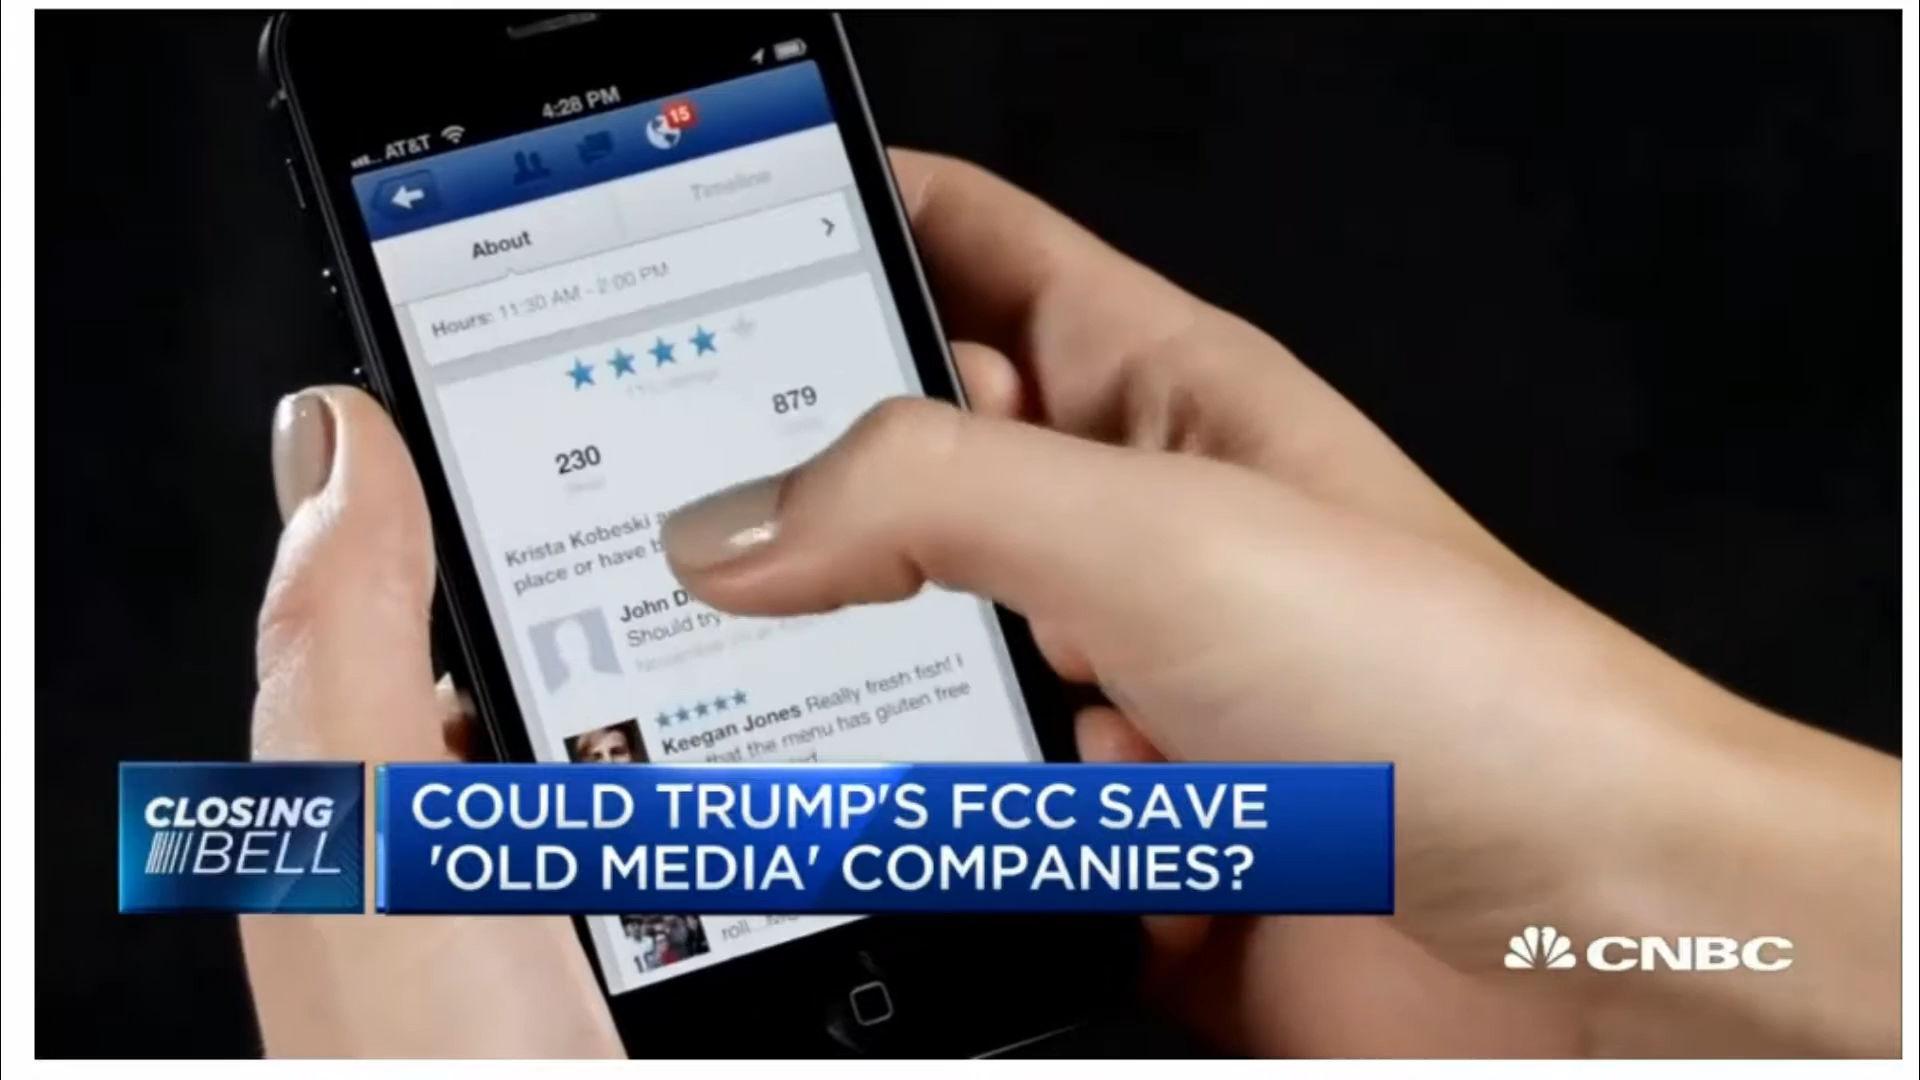 4:28 PM
AT&T
15
About
Timeline
Hours: 11:30 AM - 2:00 PM
879
230
Krista Kobeski
place or have
John D
Should try
Keegan Jones Really fresh fish! I
that the menu has gluten free
CLOSING
BELL
COULD TRUMP'S FCC SAVE
'OLD MEDIA' COMPANIES?
roll
CNBC